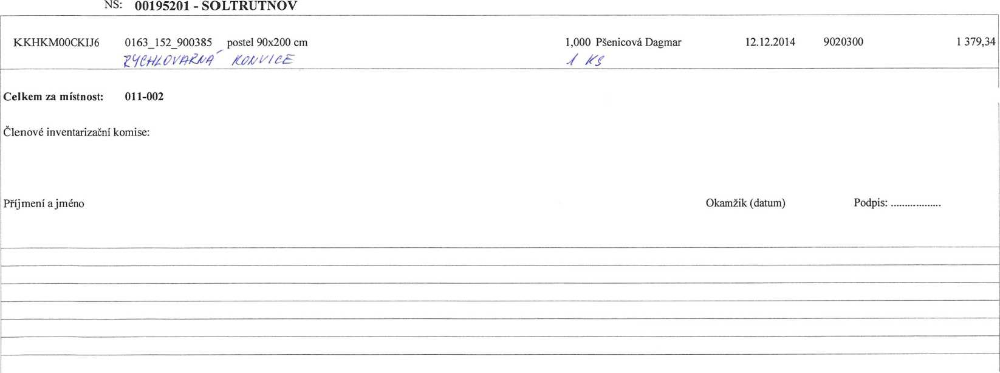 NS: 00195201 - SOLTRUTNOV
KKHKM00CKIJ6 0163_152_900385 postel 90x200 cm 1,000 Pšenicová Dagmar 12.12.2014 9020300 1 379,34
RYCHLOVARNÁ KONVICE 1 KS
Celkem za místnost: 011-002
Členové inventarizační komise:
Příjmení a jméno Okamžik (datum) Podpis: ..................